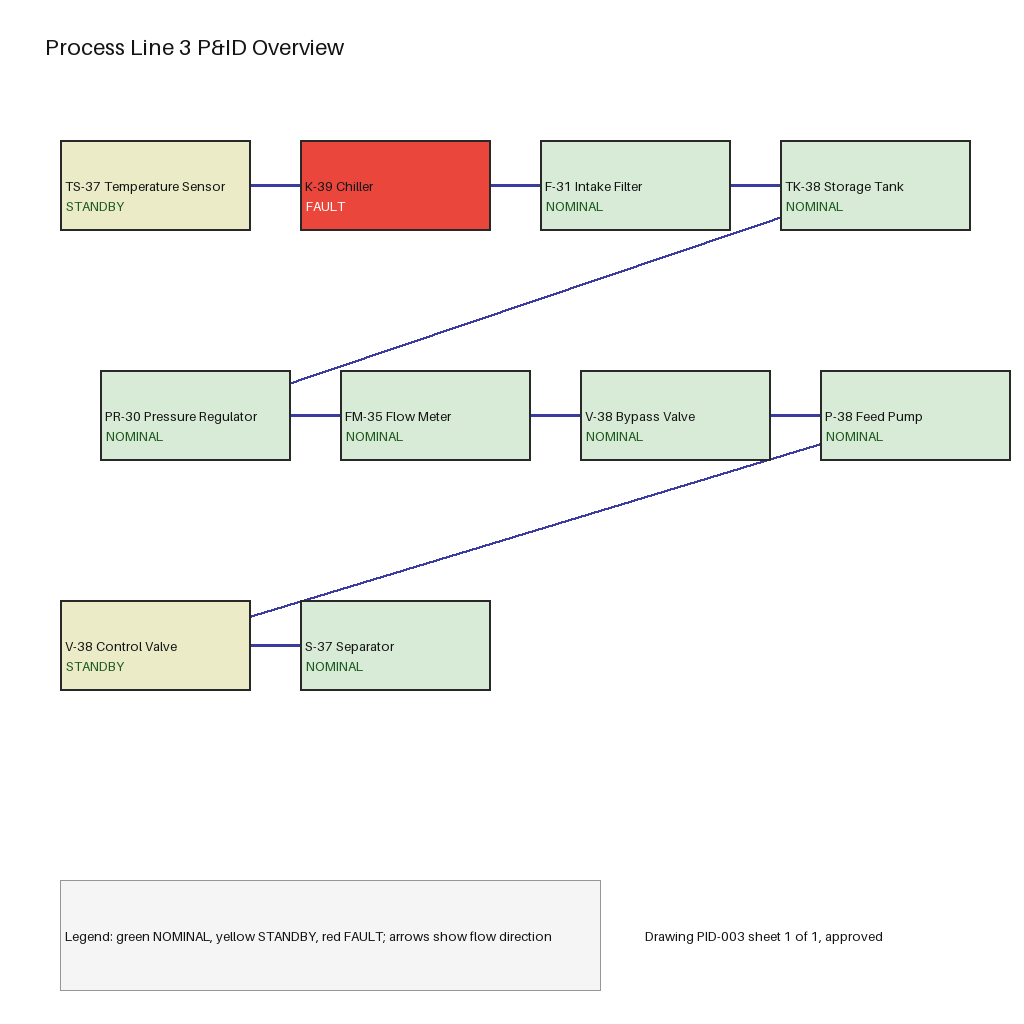 Process Line 3 P&ID Overview
TS-37 Temperature Sensor
STANDBY
K-39 Chiller
FAULT
F-31 Intake Filter
NOMINAL
TK-38 Storage Tank
NOMINAL
PR-30 Pressure Regulator
NOMINAL
FM-35 Flow Meter
NOMINAL
V-38 Bypass Valve
NOMINAL
P-38 Feed Pump
NOMINAL
V-38 Control Valve
STANDBY
S-37 Separator
NOMINAL
Legend: green NOMINAL, yellow STANDBY, red FAULT; arrows show flow direction
Drawing PID-003 sheet 1 of 1, approved